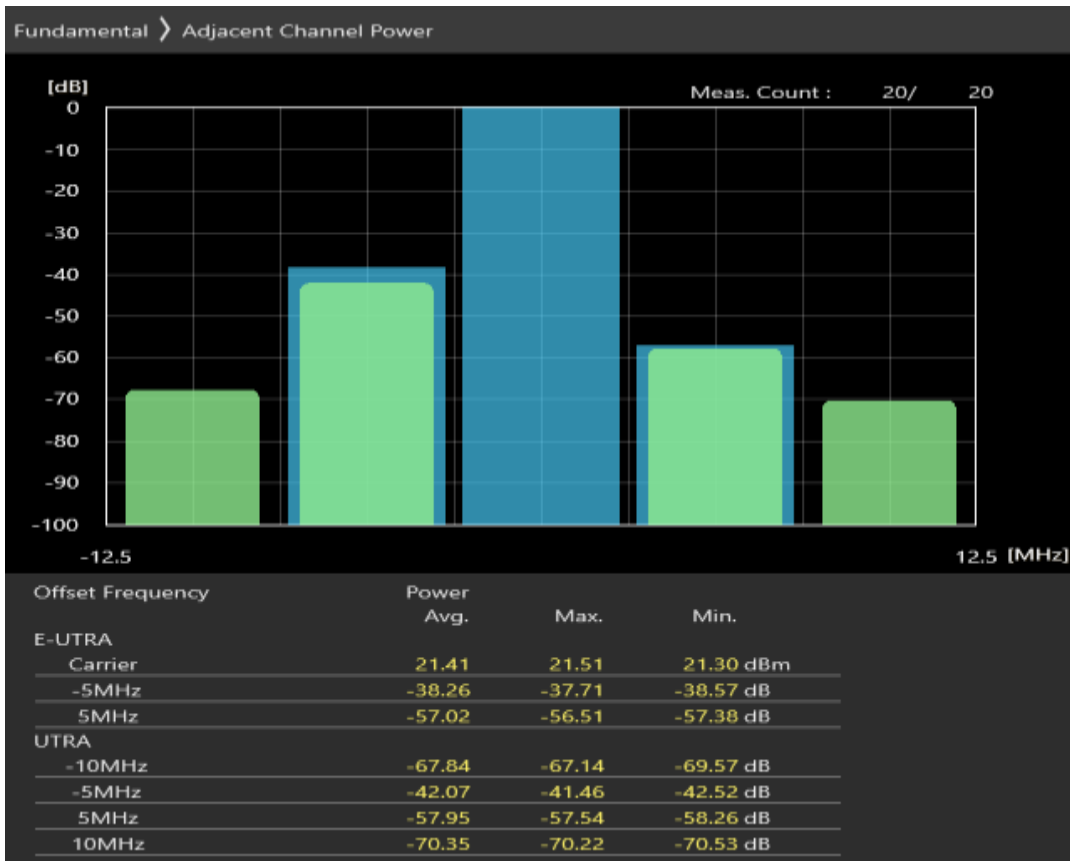 Fundamental ❯ Adjacent Channel Power
[dB]
Meas. Count : 20/ 20
0
-10
-20
-30
-40
-50
-60
-70
-80
-90
-100
-12.5 12.5 [MHz]
Offset Frequency Power
Avg. Max. Min.
E-UTRA
Carrier 21.41 21.51 21.30 dBm
-5MHz -38.26 -37.71 -38.57 dB
5MHz -57.02 -56.51 -57.38 dB
UTRA
-10MHz -67.84 -67.14 -69.57 dB
-5MHz -42.07 -41.46 -42.52 dB
5MHz -57.95 -57.54 -58.26 dB
10MHz -70.35 -70.22 -70.53 dB